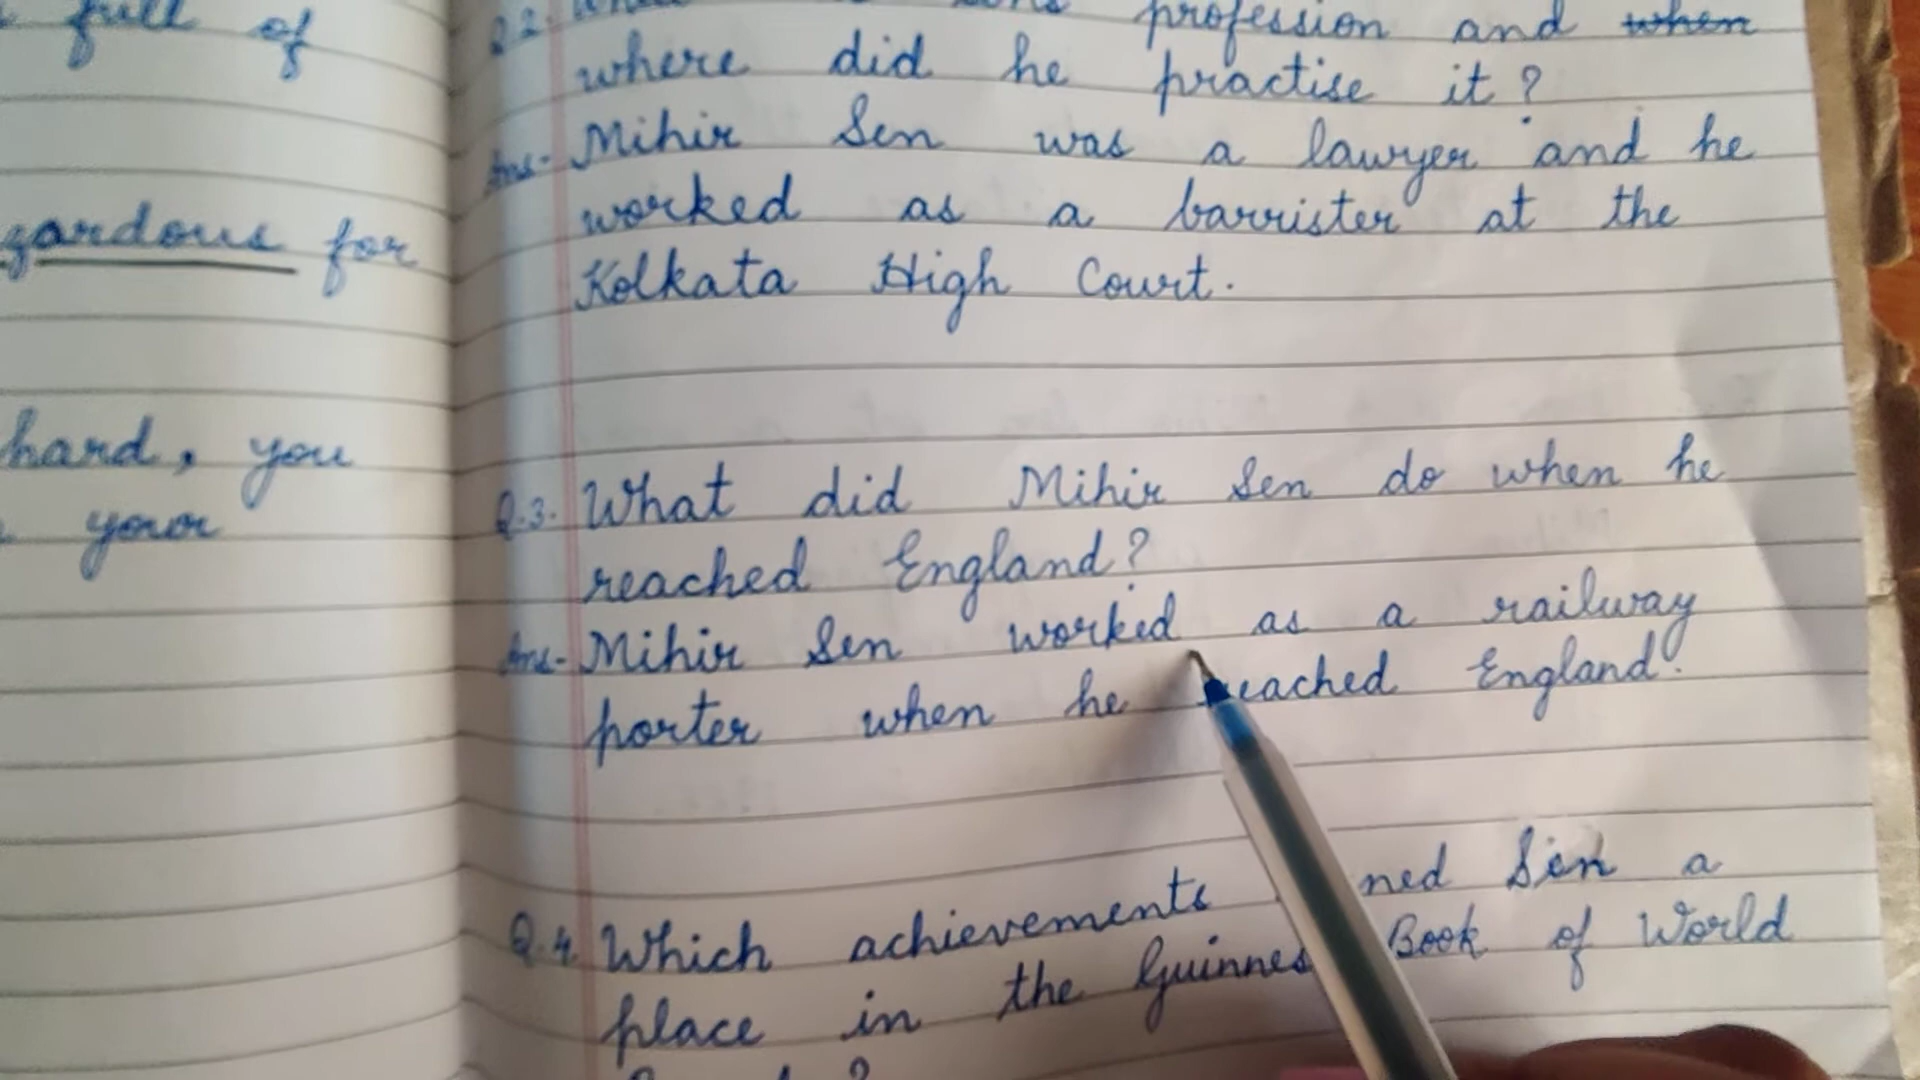 full of
gardous for
hard, you
your
Q.2. profession and when
where did he practise it?
Ans- Mihir Sen was a lawyer and he
worked as a barrister at the
Kolkata High Court.
Q.3. What did Mihir Sen do when he
reached England?
Ans- Mihir Sen worked as a railway
porter when he reached England.
Q.4. Which achievements ned Sen a
place in the Guinness Book of World